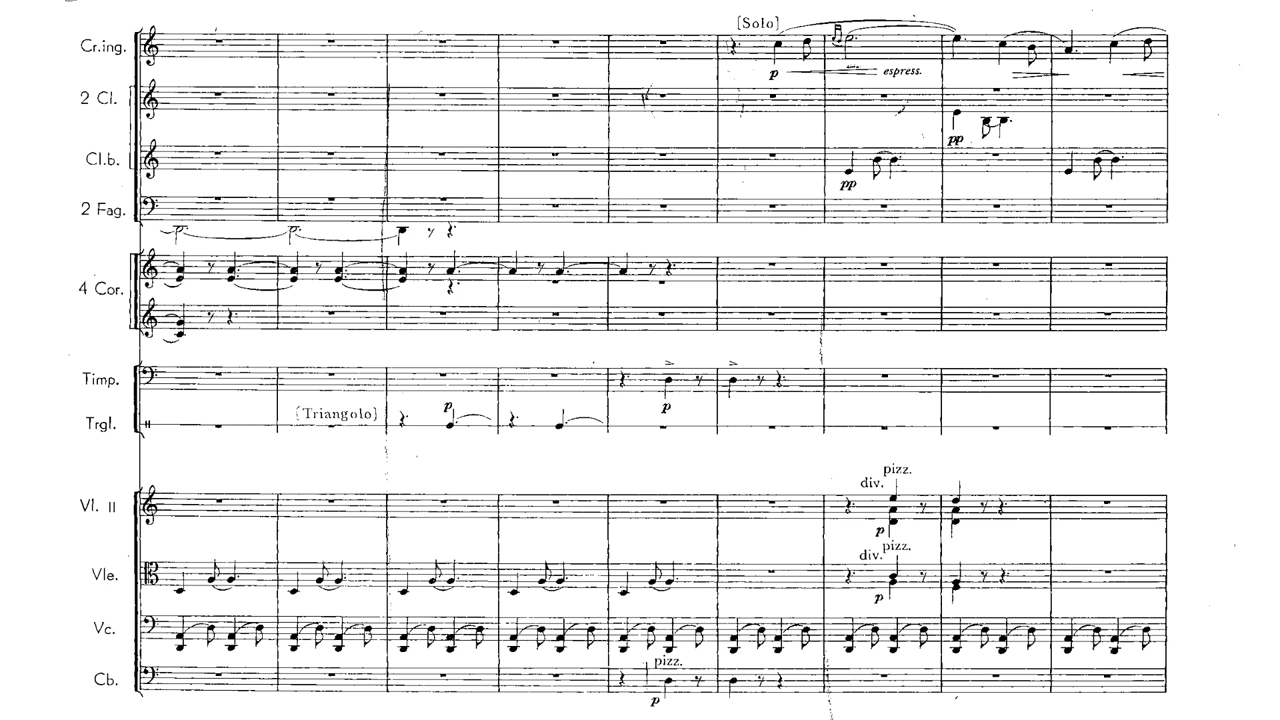 [Solo]
Cr.ing.
p
espress.
2 Cl.
pp
Cl.b.
pp
2 Fag.
4 Cor.
Timp.
p
[Triangolo]
p
Trgl.
pizz.
div.
Vl. II
p
pizz.
div.
Vle.
p
Vc.
pizz.
Cb.
p